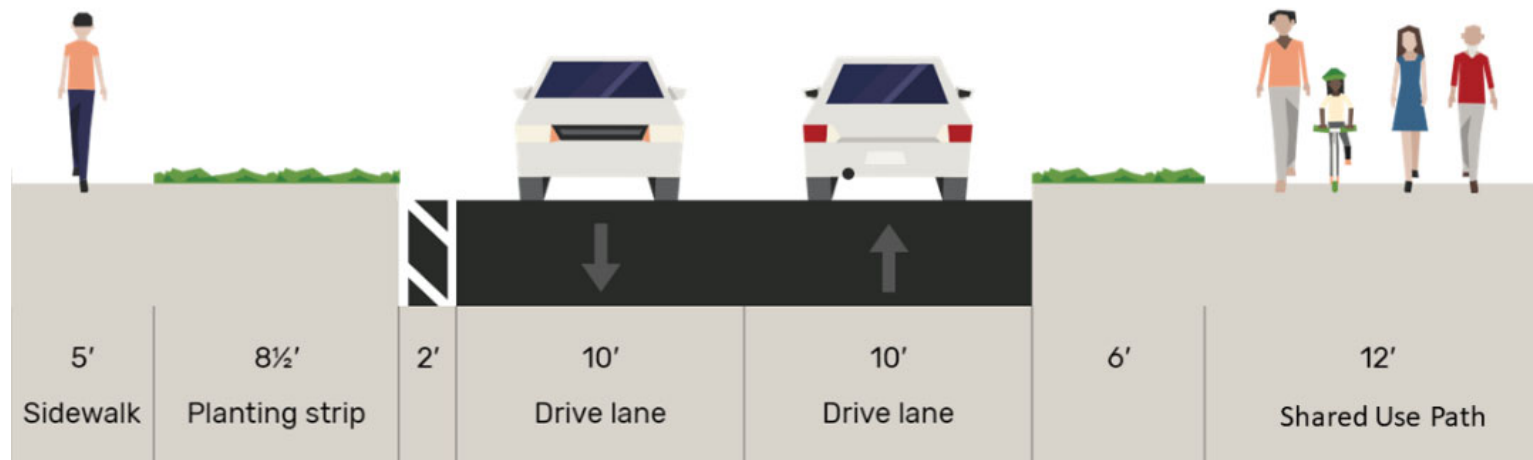 5′ 8½′ 2′ 10′ 10′ 6′ 12′
Sidewalk Planting strip Drive lane Drive lane Shared Use Path